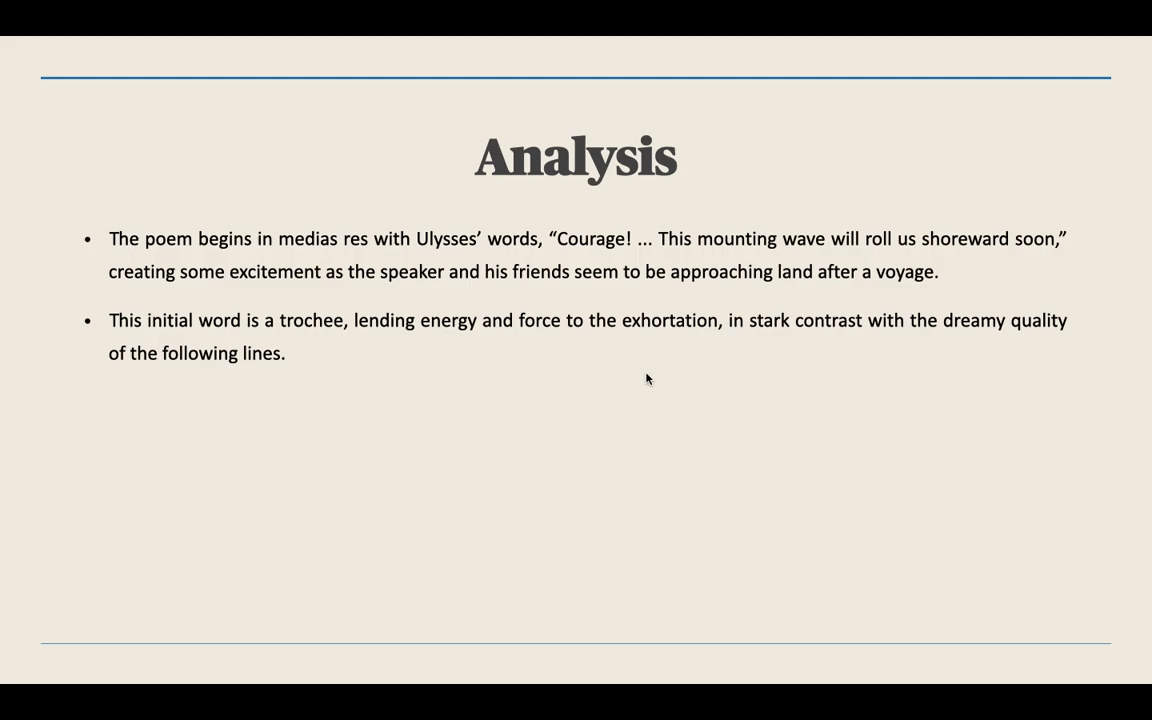 Analysis
• The poem begins in medias res with Ulysses’ words, “Courage! ... This mounting wave will roll us shoreward soon,”
creating some excitement as the speaker and his friends seem to be approaching land after a voyage.
• This initial word is a trochee, lending energy and force to the exhortation, in stark contrast with the dreamy quality
of the following lines.